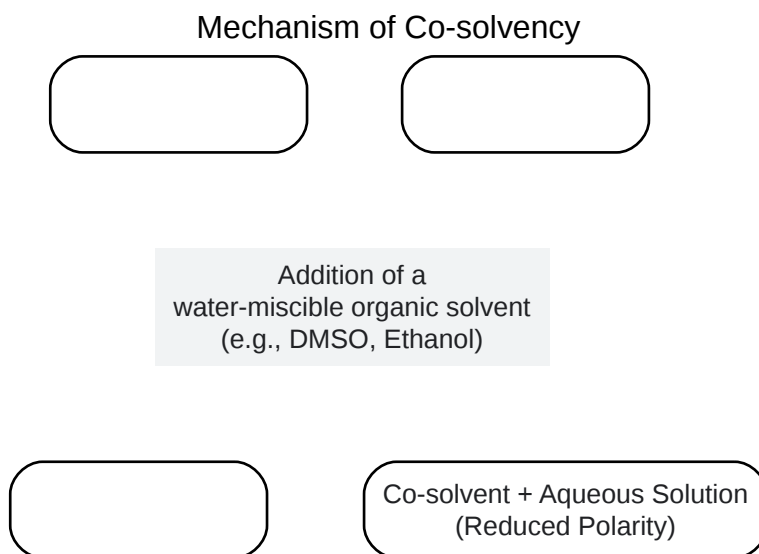 Mechanism of Co-solvency
Addition of a
water-miscible organic solvent
(e.g., DMSO, Ethanol)
Co-solvent + Aqueous Solution
(Reduced Polarity)